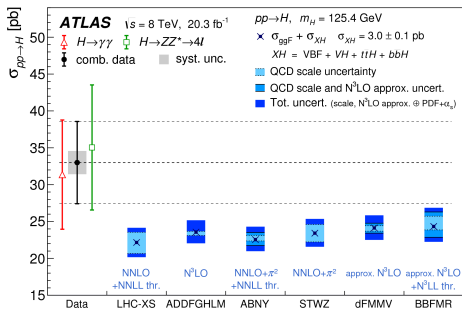 ATLAS √s = 8 TeV, 20.3 fb⁻¹
pp→H, m_H = 125.4 GeV
H→γγ H→ZZ*→4l
comb. data syst. unc.
σ_ggF + σ_XH σ_XH = 3.0 ± 0.1 pb
XH = VBF + VH + ttH + bbH
QCD scale uncertainty
QCD scale and N³LO approx. uncert.
Tot. uncert. (scale, N³LO approx. ⊕ PDF+α_s)
σ_pp→H [pb]
50
45
40
35
30
25
20
15
NNLO N³LO NNLO+π² NNLO+π² approx. N³LO approx. N³LO
+NNLL thr. +NNLL thr. +N³LL thr.
Data LHC-XS ADDFGHLM ABNY STWZ dFMMV BBFMR